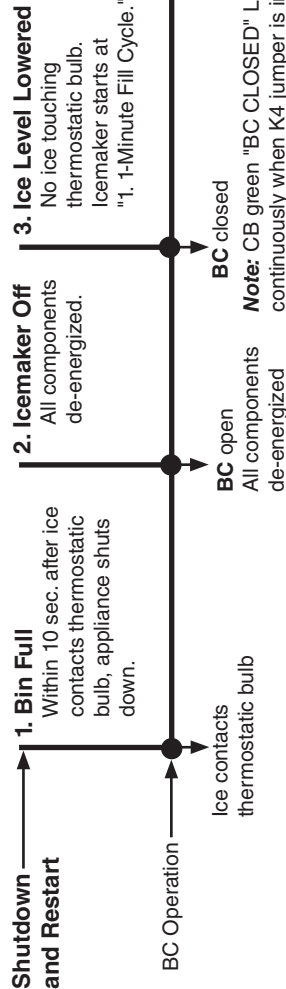 Shutdown
and Restart
1. Bin Full
Within 10 sec. after ice
contacts thermostatic
bulb, appliance shuts
down.
2. Icemaker Off
All components
de-energized.
3. Ice Level Lowered
No ice touching
thermostatic bulb.
Icemaker starts at
"1. 1-Minute Fill Cycle."
BC Operation
Ice contacts
thermostatic bulb
BC open
All components
de-energized
BC closed
Note: CB green "BC CLOSED" L
continuously when K4 jumper is i